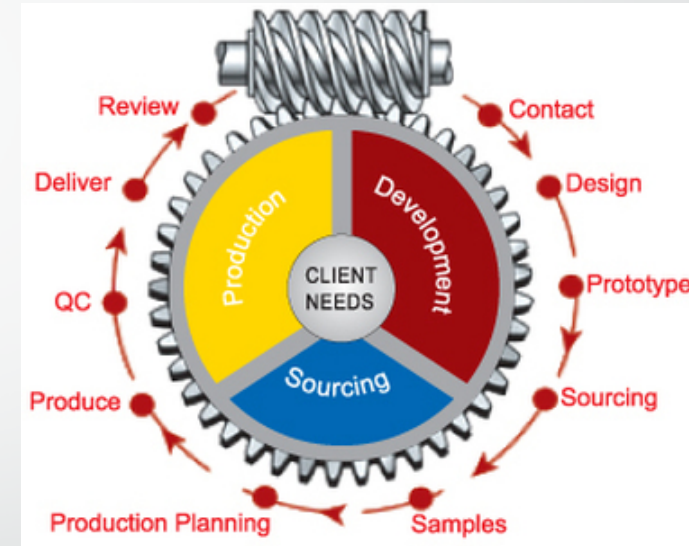 Contact
Design
Prototype
Sourcing
Samples
Production Planning
Produce
QC
Deliver
Review
Production
Development
Sourcing
CLIENT
NEEDS